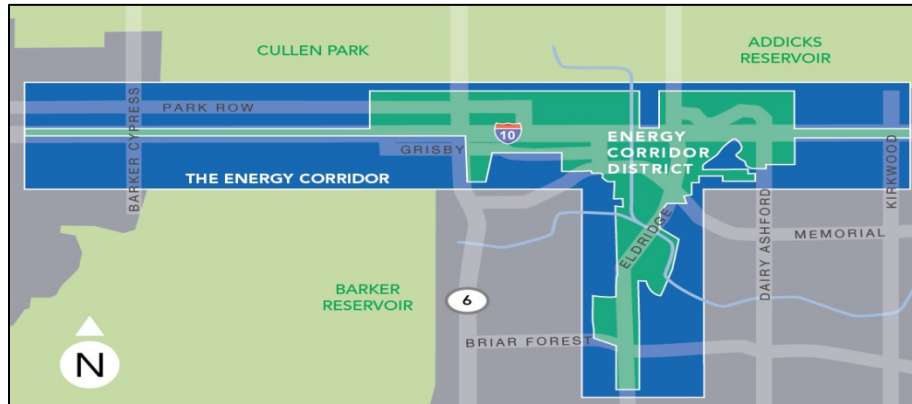 CULLEN PARK
ADDICKS
RESERVOIR
PARK ROW
BARKER CYPRESS
10
GRISBY
ENERGY
CORRIDOR
DISTRICT
THE ENERGY CORRIDOR
KIRKWOOD
DAIRY ASHFORD
ELDRIDGE
MEMORIAL
BARKER
RESERVOIR
6
BRIAR FOREST
N